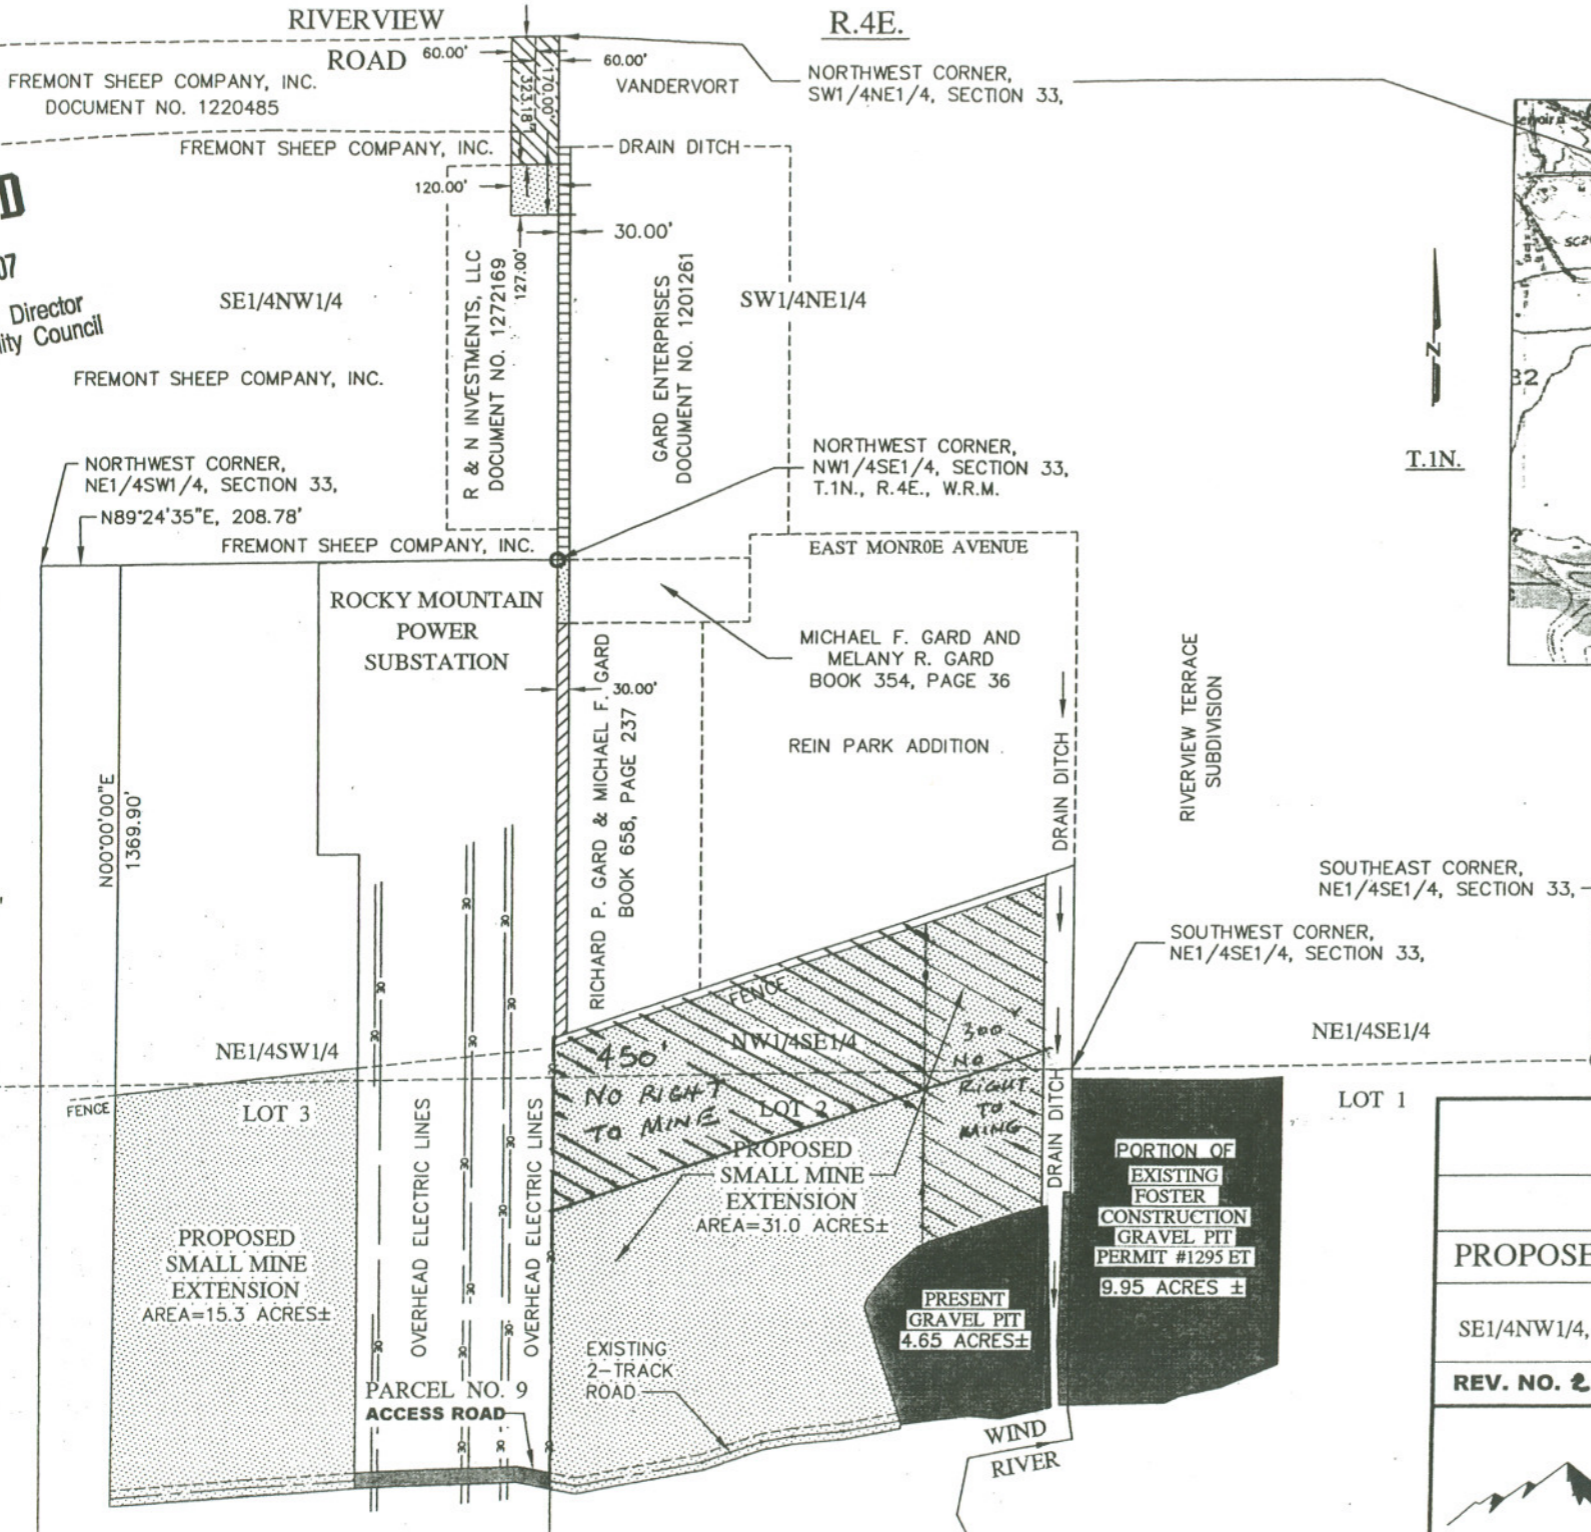 RIVERVIEW
ROAD
R.4E.
60.00'
60.00'
170.00'
323.18'
VANDERVORT
FREMONT SHEEP COMPANY, INC.
DOCUMENT NO. 1220485
NORTHWEST CORNER,
SW1/4NE1/4, SECTION 33,
FREMONT SHEEP COMPANY, INC.
DRAIN DITCH
120.00'
30.00'
127.00'
D
07
Director
ity Council
SE1/4NW1/4
R & N INVESTMENTS, LLC
DOCUMENT NO. 1272169
GARD ENTERPRISES
DOCUMENT NO. 1201261
SW1/4NE1/4
N
32
T.1N.
FREMONT SHEEP COMPANY, INC.
NORTHWEST CORNER,
NE1/4SW1/4, SECTION 33,
N89°24'35"E, 208.78'
NORTHWEST CORNER,
NW1/4SE1/4, SECTION 33,
T.1N., R.4E., W.R.M.
FREMONT SHEEP COMPANY, INC.
EAST MONROE AVENUE
ROCKY MOUNTAIN
POWER
SUBSTATION
MICHAEL F. GARD AND
MELANY R. GARD
BOOK 354, PAGE 36
30.00'
RICHARD P. GARD & MICHAEL F. GARD
BOOK 658, PAGE 237
REIN PARK ADDITION
DRAIN DITCH
RIVERVIEW TERRACE
SUBDIVISION
N00°00'00"E
1369.90'
SOUTHEAST CORNER,
NE1/4SE1/4, SECTION 33,
SOUTHWEST CORNER,
NE1/4SE1/4, SECTION 33,
FENCE
NE1/4SW1/4
NW1/4SE1/4
NE1/4SE1/4
450'
NO RIGHT
TO MINE
300'
NO
RIGHT
TO
MING
FENCE
LOT 3
LOT 2
LOT 1
OVERHEAD ELECTRIC LINES
OVERHEAD ELECTRIC LINES
DRAIN DITCH
PROPOSED
SMALL MINE
EXTENSION
AREA=31.0 ACRES±
PORTION OF
EXISTING
FOSTER
CONSTRUCTION
GRAVEL PIT
PERMIT #1295 ET
9.95 ACRES ±
PROPOSED
SMALL MINE
EXTENSION
AREA=15.3 ACRES±
PRESENT
GRAVEL PIT
4.65 ACRES±
EXISTING
2-TRACK
ROAD
PARCEL NO. 9
ACCESS ROAD
WIND
RIVER
PROPOSE
SE1/4NW1/4,
REV. NO. 2